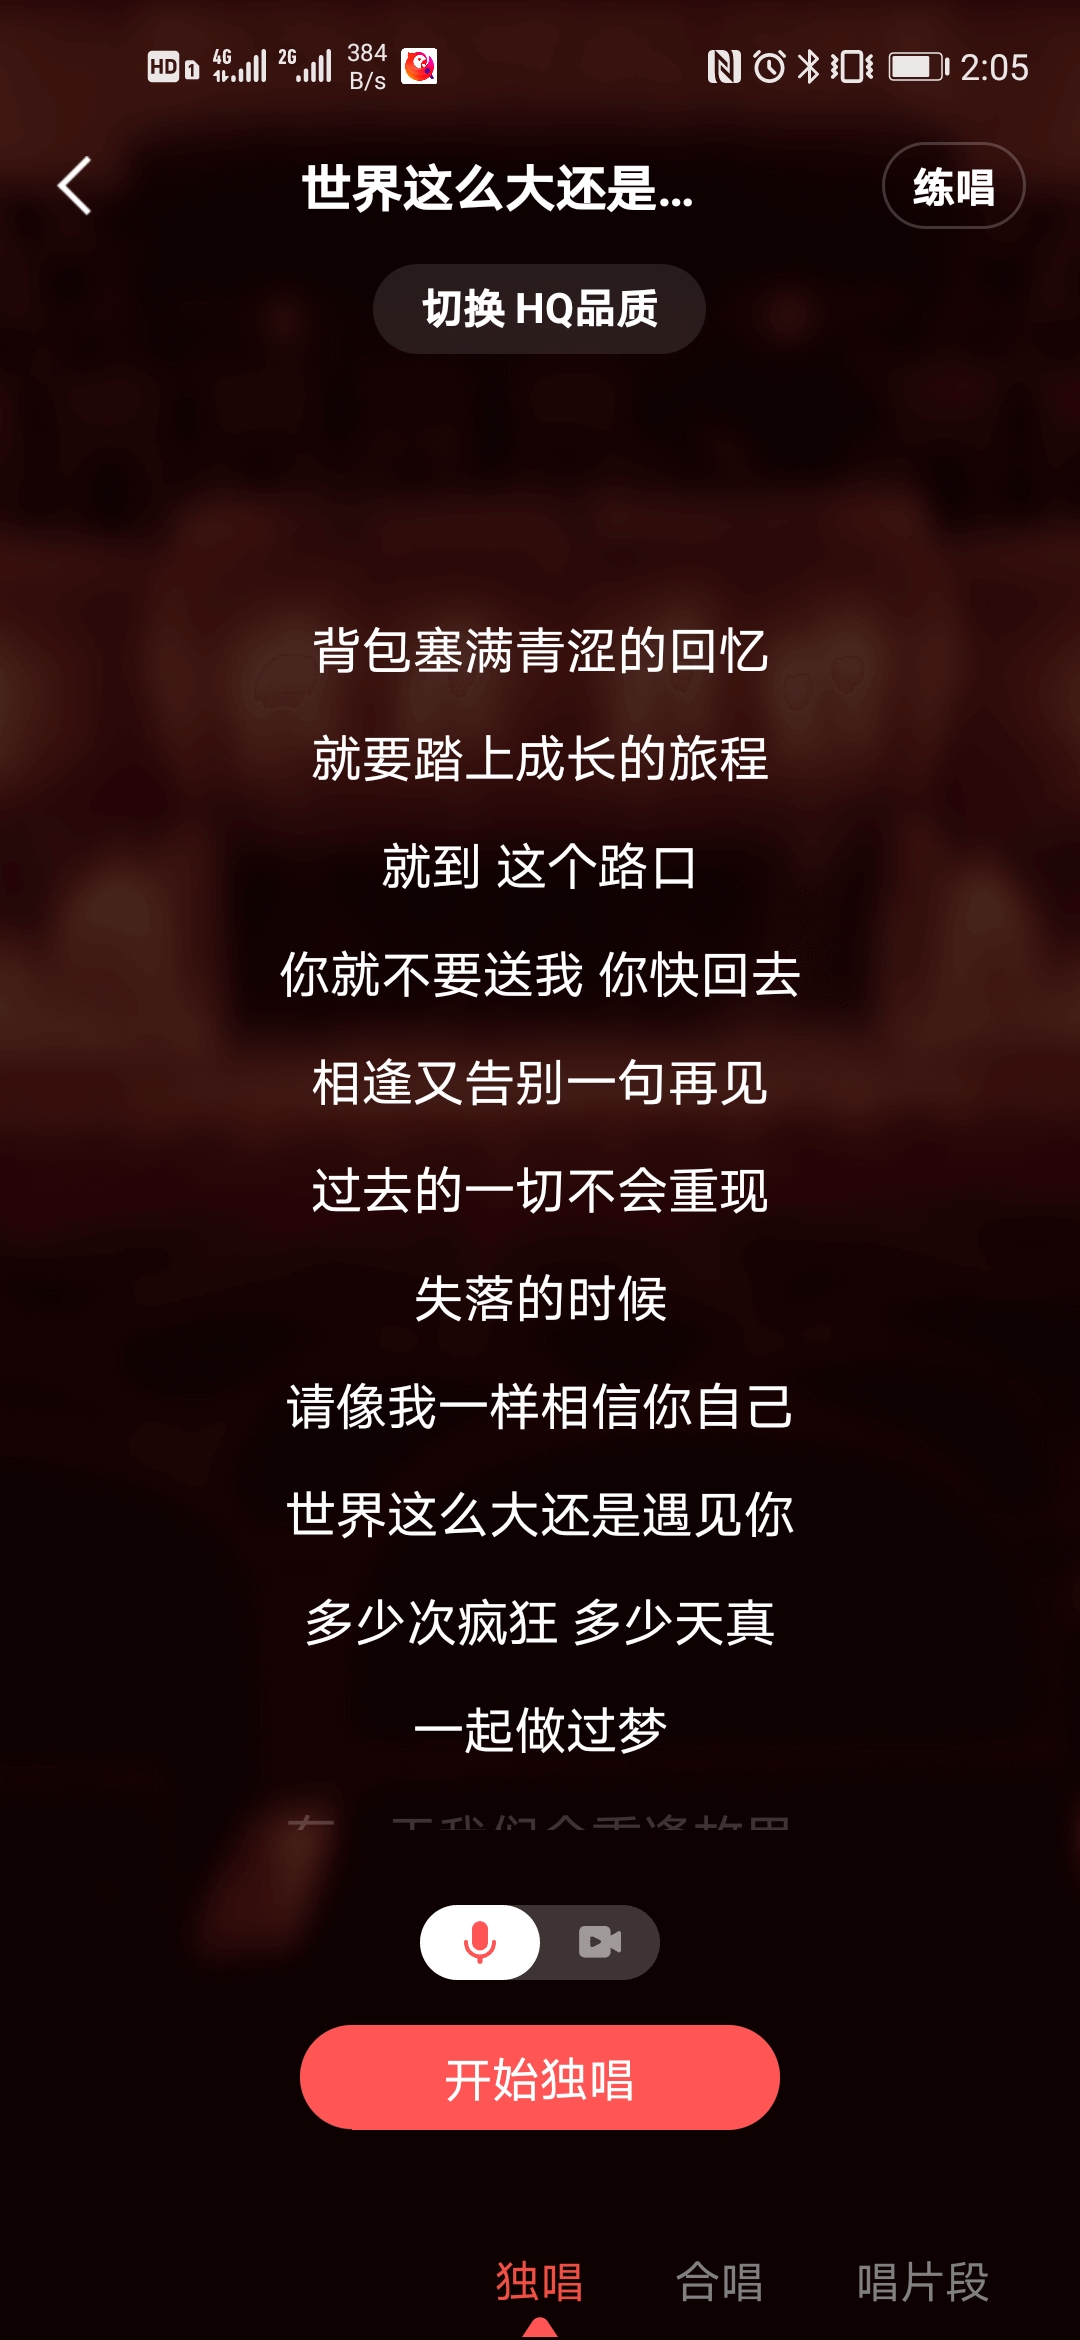 HD 1 4G 2G 384 B/s 2:05
世界这么大还是...
练唱
切换 HQ品质
背包塞满青涩的回忆
就要踏上成长的旅程
就到 这个路口
你就不要送我 你快回去
相逢又告别一句再见
过去的一切不会重现
失落的时候
请像我一样相信你自己
世界这么大还是遇见你
多少次疯狂 多少天真
一起做过梦
开始独唱
独唱 合唱 唱片段